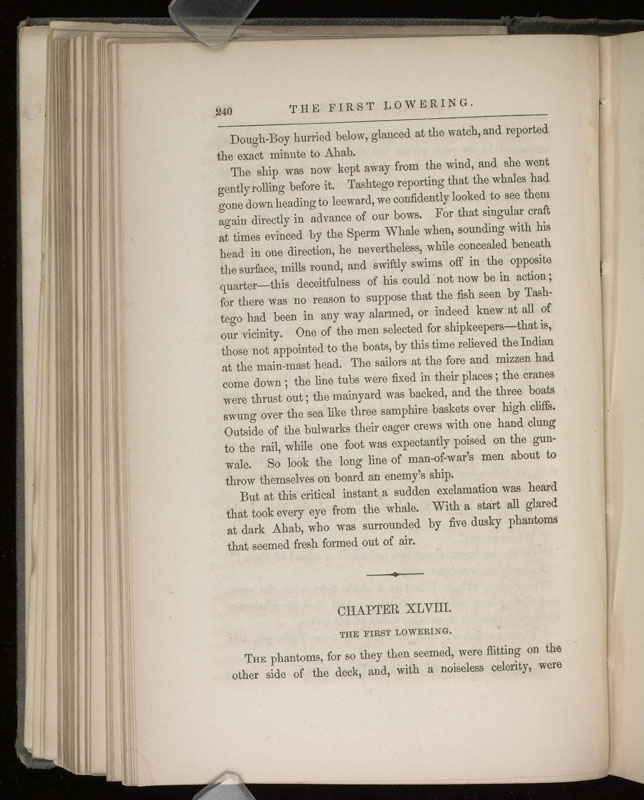 240 THE FIRST LOWERING.
Dough-Boy hurried below, glanced at the watch, and reported
the exact minute to Ahab.
The ship was now kept away from the wind, and she went
gently rolling before it. Tashtego reporting that the whales had
gone down heading to leeward, we confidently looked to see them
again directly in advance of our bows. For that singular craft
at times evinced by the Sperm Whale when, sounding with his
head in one direction, he nevertheless, while concealed beneath
the surface, mills round, and swiftly swims off in the opposite
quarter—this deceitfulness of his could not now be in action;
for there was no reason to suppose that the fish seen by Tash-
tego had been in any way alarmed, or indeed knew at all of
our vicinity. One of the men selected for shipkeepers—that is,
those not appointed to the boats, by this time relieved the Indian
at the main-mast head. The sailors at the fore and mizzen had
come down; the line tubs were fixed in their places; the cranes
were thrust out; the mainyard was backed, and the three boats
swung over the sea like three samphire baskets over high cliffs.
Outside of the bulwarks their eager crews with one hand clung
to the rail, while one foot was expectantly poised on the gun-
wale. So look the long line of man-of-war's men about to
throw themselves on board an enemy's ship.
But at this critical instant a sudden exclamation was heard
that took every eye from the whale. With a start all glared
at dark Ahab, who was surrounded by five dusky phantoms
that seemed fresh formed out of air.
CHAPTER XLVIII.
THE FIRST LOWERING.
THE phantoms, for so they then seemed, were flitting on the
other side of the deck, and, with a noiseless celerity, were